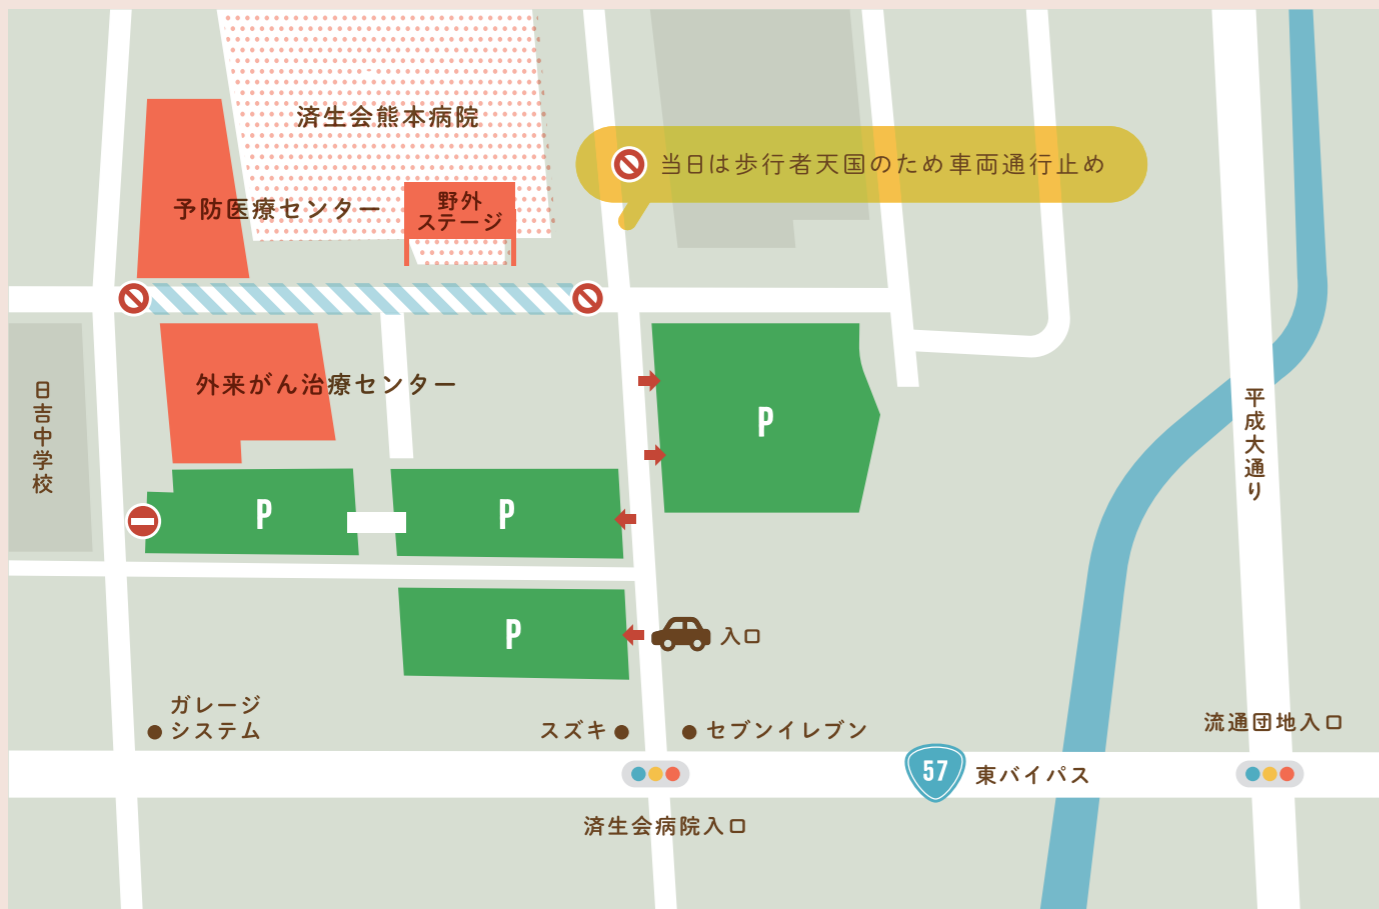 済生会熊本病院
当日は歩行者天国のため車両通行止め
予防医療センター
野外
ステージ
外来がん治療センター
日吉中学校
平成大通り
P
P
P
P
入口
ガレージ
システム
スズキ
セブンイレブン
流通団地入口
57
東バイパス
済生会病院入口